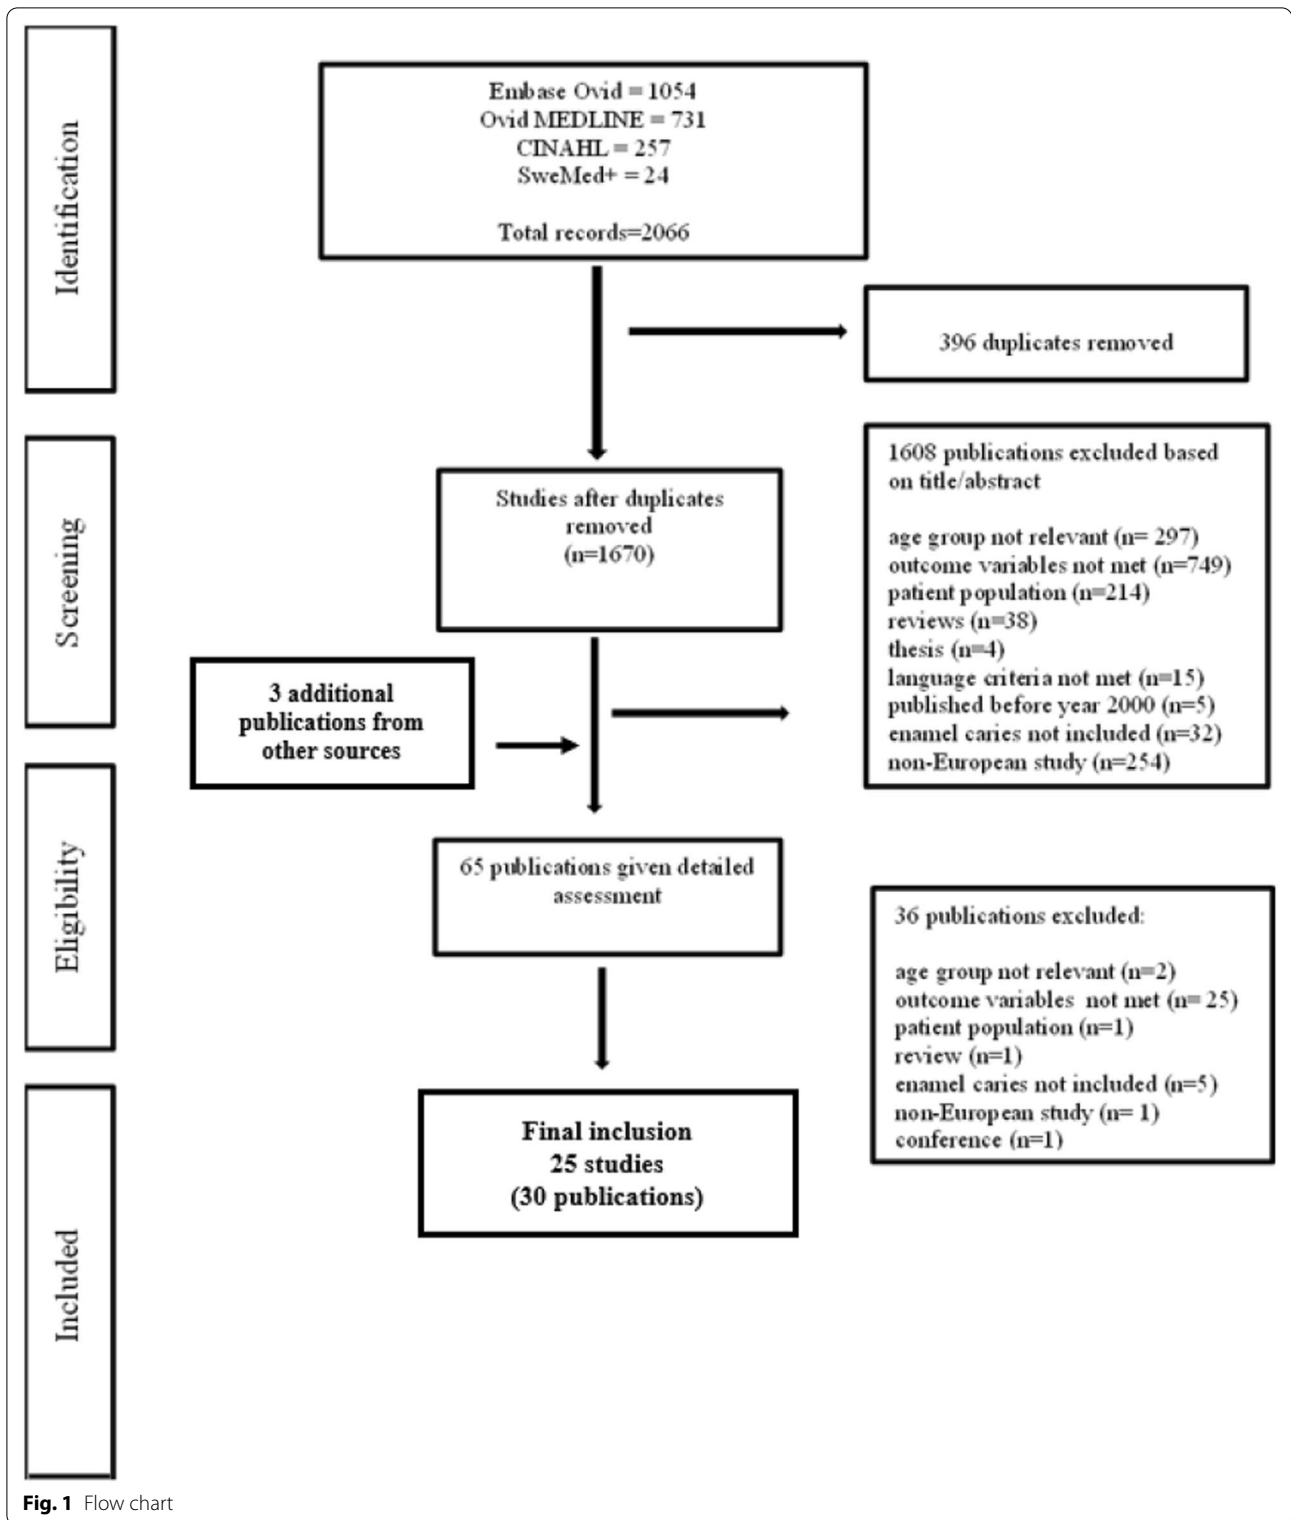 Identification
Embase Ovid = 1054
Ovid MEDLINE = 731
CINAHL = 257
SweMed+ = 24
Total records=2066
396 duplicates removed
Screening
Studies after duplicates
removed
(n=1670)
1608 publications excluded based
on title/abstract
age group not relevant (n= 297)
outcome variables not met (n=749)
patient population (n=214)
reviews (n=38)
thesis (n=4)
language criteria not met (n=15)
published before year 2000 (n=5)
enamel caries not included (n=32)
non-European study (n=254)
3 additional
publications from
other sources
Eligibility
65 publications given detailed
assessment
36 publications excluded:
age group not relevant (n=2)
outcome variables not met (n= 25)
patient population (n=1)
review (n=1)
enamel caries not included (n=5)
non-European study (n= 1)
conference (n=1)
Included
Final inclusion
25 studies
(30 publications)
Fig. 1 Flow chart